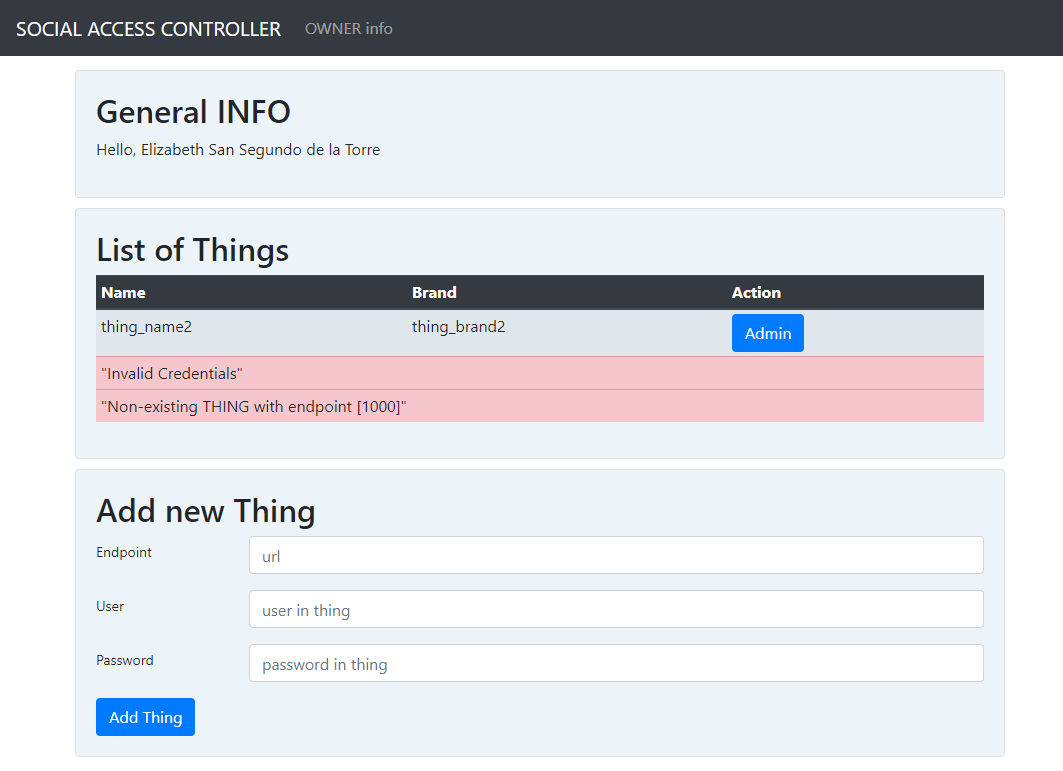 SOCIAL ACCESS CONTROLLER OWNER info
General INFO
Hello, Elizabeth San Segundo de la Torre
List of Things
Name Brand Action
thing_name2 thing_brand2 Admin
"Invalid Credentials"
"Non-existing THING with endpoint [1000]"
Add new Thing
Endpoint url
User user in thing
Password password in thing
Add Thing